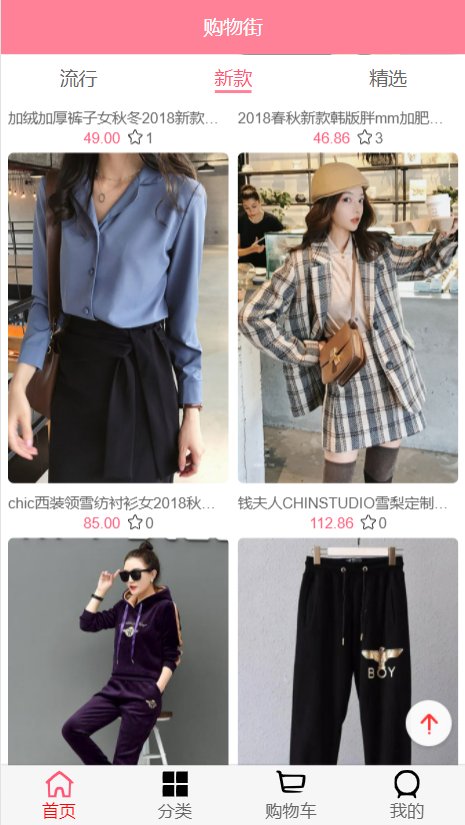 购物街
流行
新款
精选
加绒加厚裤子女秋冬2018新款…
2018春秋新款韩版胖mm加肥…
49.00 1
46.86 3
chic西装领雪纺衬衫女2018秋…
钱夫人CHINSTUDIO雪梨定制…
85.00 0
112.86 0
BOY
首页
分类
购物车
我的